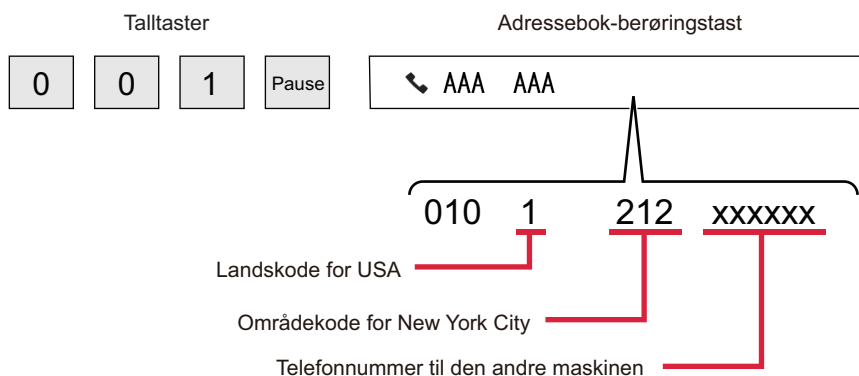 Talltaster Adressebok-berøringstast
0 0 1 Pause AAA AAA
010 1 212 xxxxxx
Landskode for USA
Områdekode for New York City
Telefonnummer til den andre maskinen